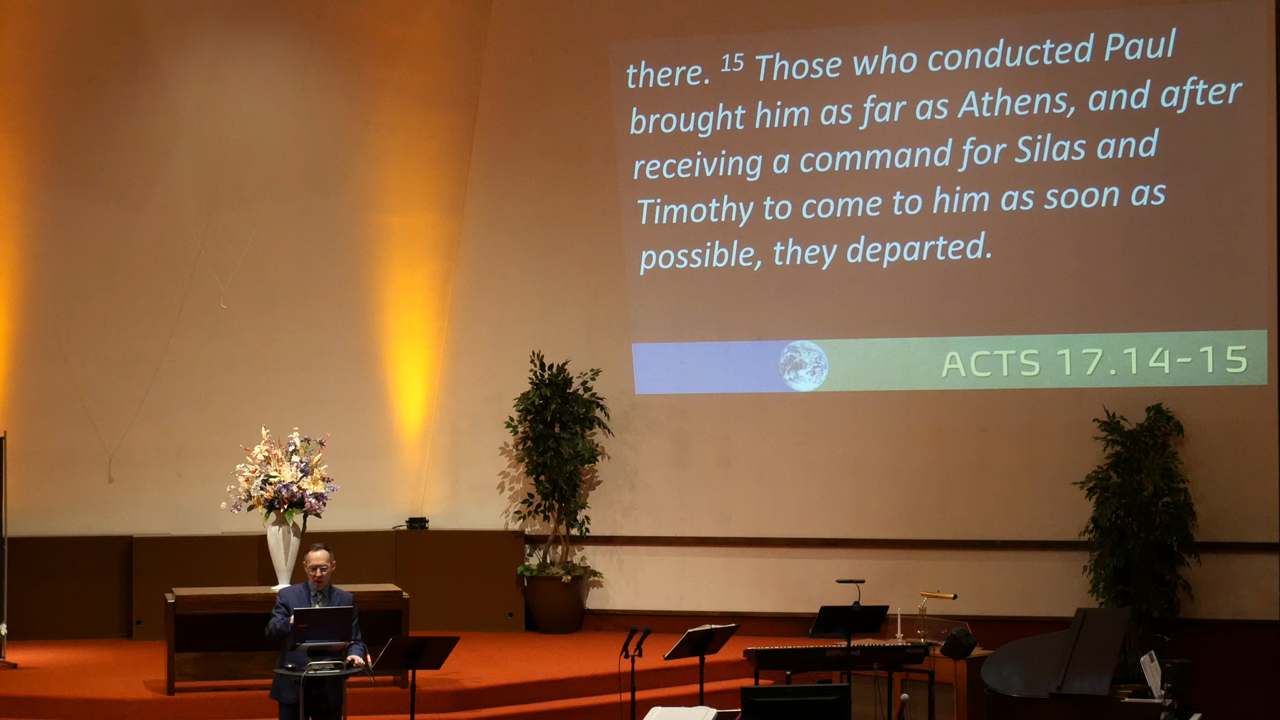 there. 15 Those who conducted Paul
brought him as far as Athens, and after
receiving a command for Silas and
Timothy to come to him as soon as
possible, they departed.
ACTS 17.14-15